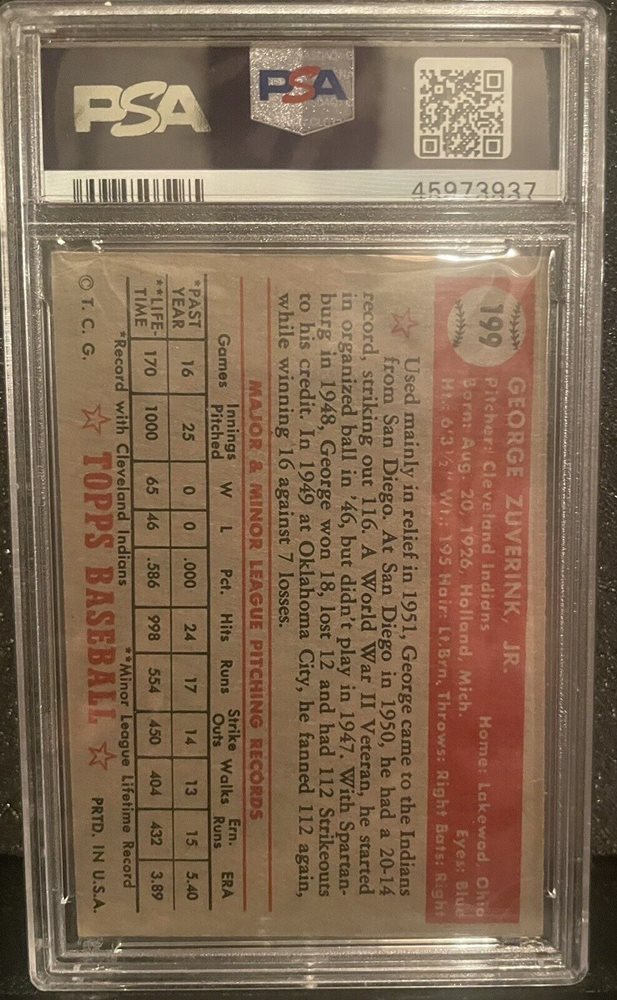 PSA
PSA
45973937
199
GEORGE ZUVERINK, JR.
Pitcher: Cleveland Indians Home: Lakewod, Ohio
Born: Aug. 20, 1926, Holland, Mich. Eyes: Blue
Ht.: 6'3½" Wt.: 195 Hair: Lt.Brn. Throws: Right Bats: Right
Used mainly in relief in 1951, George came to the Indians
from San Diego. At San Diego in 1950, he had a 20-14
record, striking out 116. A World War II Veteran, he started
in organized ball in '46, but didn't play in 1947. With Spartan-
burg in 1948, George won 18, lost 12 and had 112 Strikeouts
to his credit. In 1949 at Oklahoma City, he fanned 112 again,
while winning 16 against 7 losses.
MAJOR & MINOR LEAGUE PITCHING RECORDS
Games Innings Pitched W L Pct. Hits Runs Strike Outs Walks Ern. Runs ERA
*PAST YEAR 16 25 0 0 .000 24 17 14 13 15 5.40
**LIFE-TIME 170 1000 65 46 .586 998 554 450 404 432 3.89
*Record with Cleveland Indians **Minor League Lifetime Record
© T. C. G. TOPPS BASEBALL PRTD. IN U.S.A.